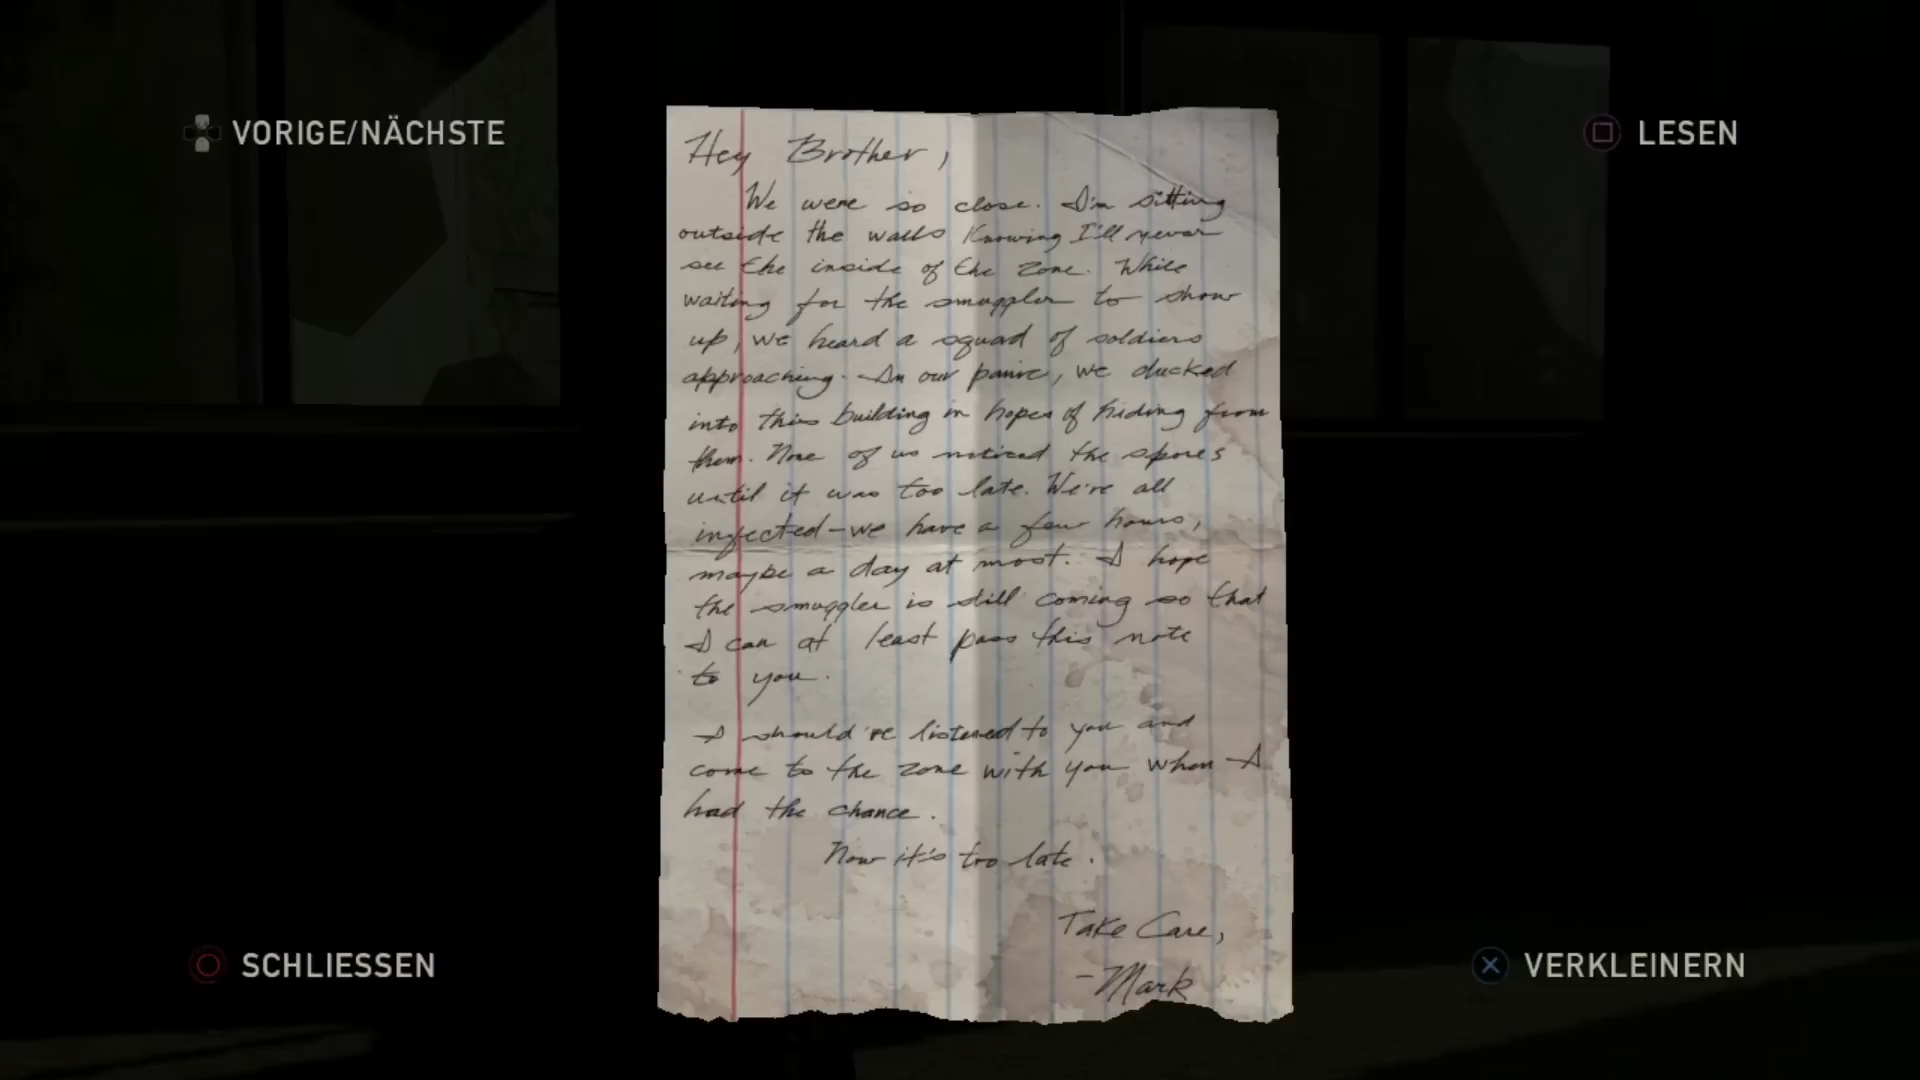 VORIGE/NÄCHSTE
LESEN
Hey Brother,
We were so close. I'm sitting
outside the walls knowing I'll never
see the inside of the zone. While
waiting for the smuggler to show
up, we heard a squad of soldiers
approaching. In our panic, we ducked
into this building in hopes of hiding from
them. None of us noticed the spores
until it was too late. We're all
infected-we have a few hours,
maybe a day at most. I hope
the smuggler is still coming so that
I can at least pass this note
to you.
I should've listened to you and
come to the zone with you when I
had the chance.
Now it's too late.
Take Care,
-Mark
SCHLIESSEN
VERKLEINERN